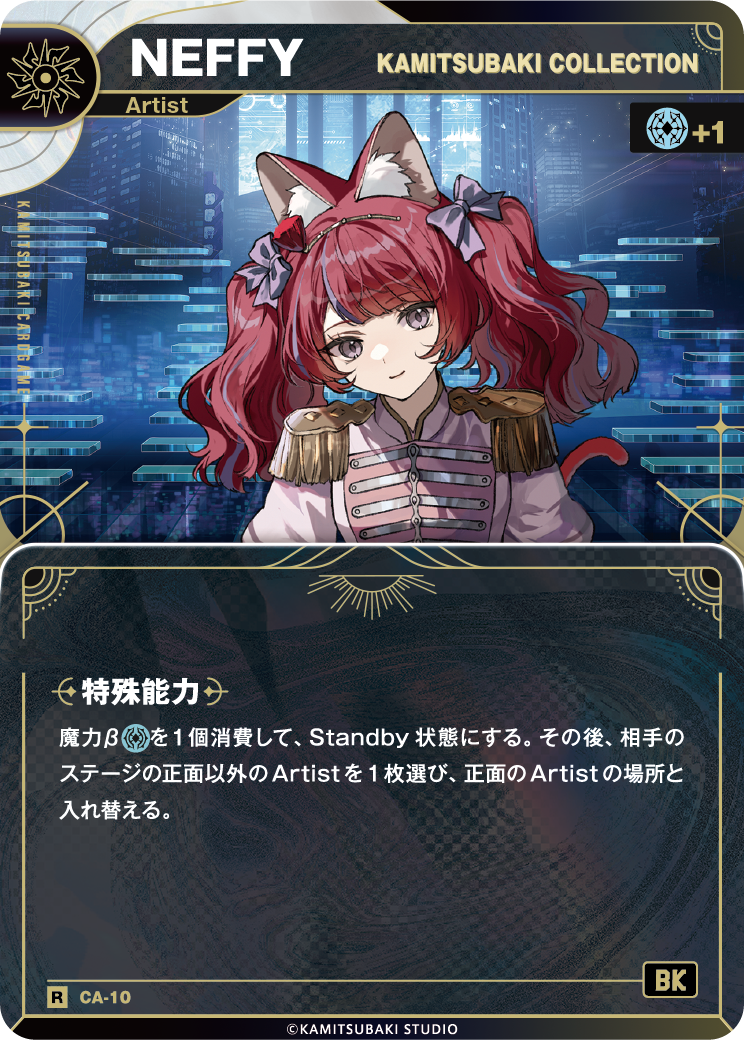 NEFFY
KAMITSUBAKI COLLECTION
Artist
+1
KAMITSUBAKI CARDGAME
特殊能力
魔力βを1個消費して、Standby 状態にする。その後、相手の
ステージの正面以外のArtistを1枚選び、正面のArtistの場所と
入れ替える。
R CA-10
BK
©KAMITSUBAKI STUDIO